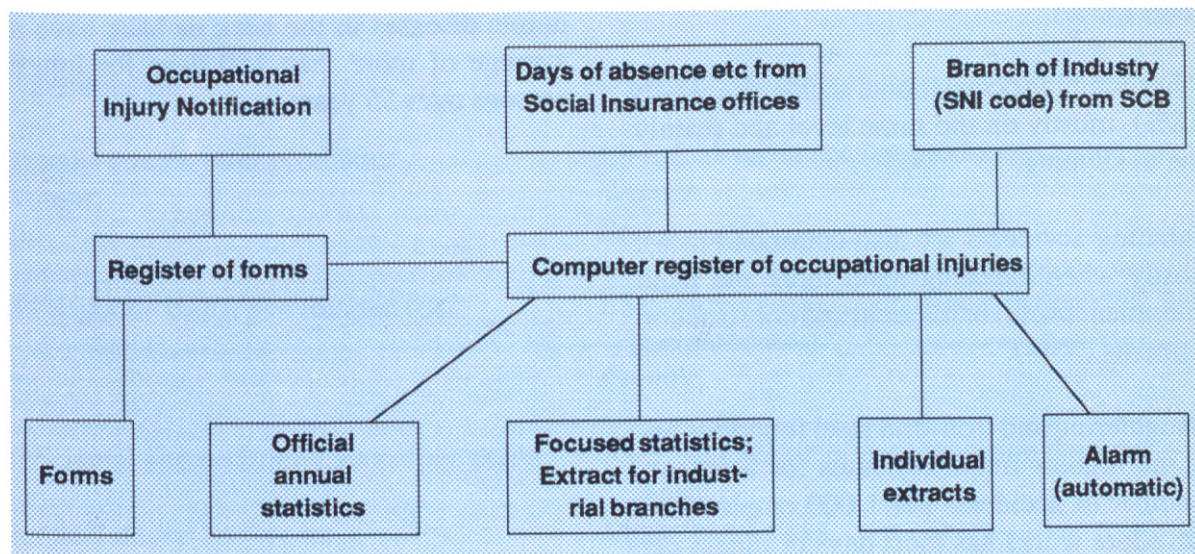 Occupational
Injury Notification
Days of absence etc from
Social Insurance offices
Branch of Industry
(SNI code) from SCB
Register of forms
Computer register of occupational injuries
Forms
Official
annual
statistics
Focused statistics;
Extract for indust-
rial branches
Individual
extracts
Alarm
(automatic)